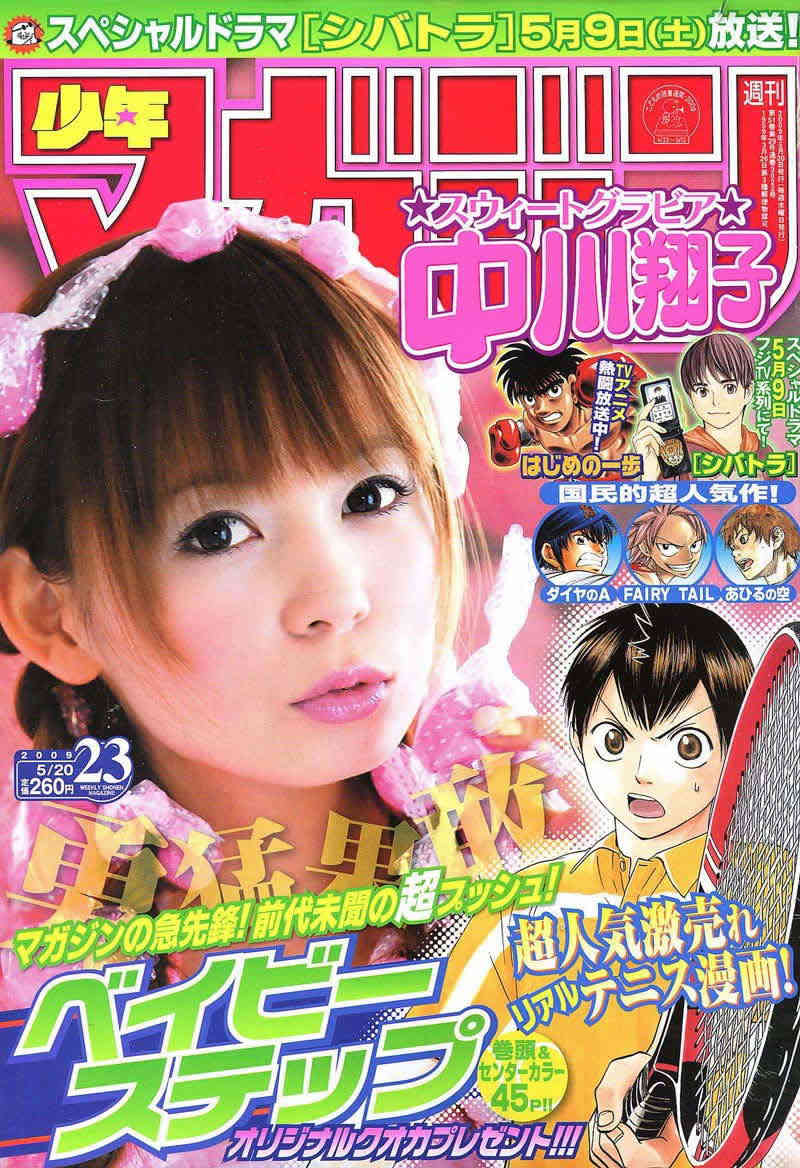 スペシャルドラマ[シバトラ]5月9日(土)放送!
週刊
少年
マガジン
★スウィートグラビア★
中川翔子
TVアニメ
熱闘放送中!
はじめの一歩
スペシャルドラマ
5月9日
フジTV系列にて!
[シバトラ]
国民的超人気作!
ダイヤのA
FAIRY TAIL
あひるの空
2009
5/20
23
定価260円
WEEKLY SHONEN
MAGAZINE
勇猛果敢
マガジンの急先鋒!前代未聞の超プッシュ!
ベイビー
ステップ
超人気激売れ
リアルテニス漫画!
巻頭&
センターカラー
45P!!
オリジナルクオカプレゼント!!!